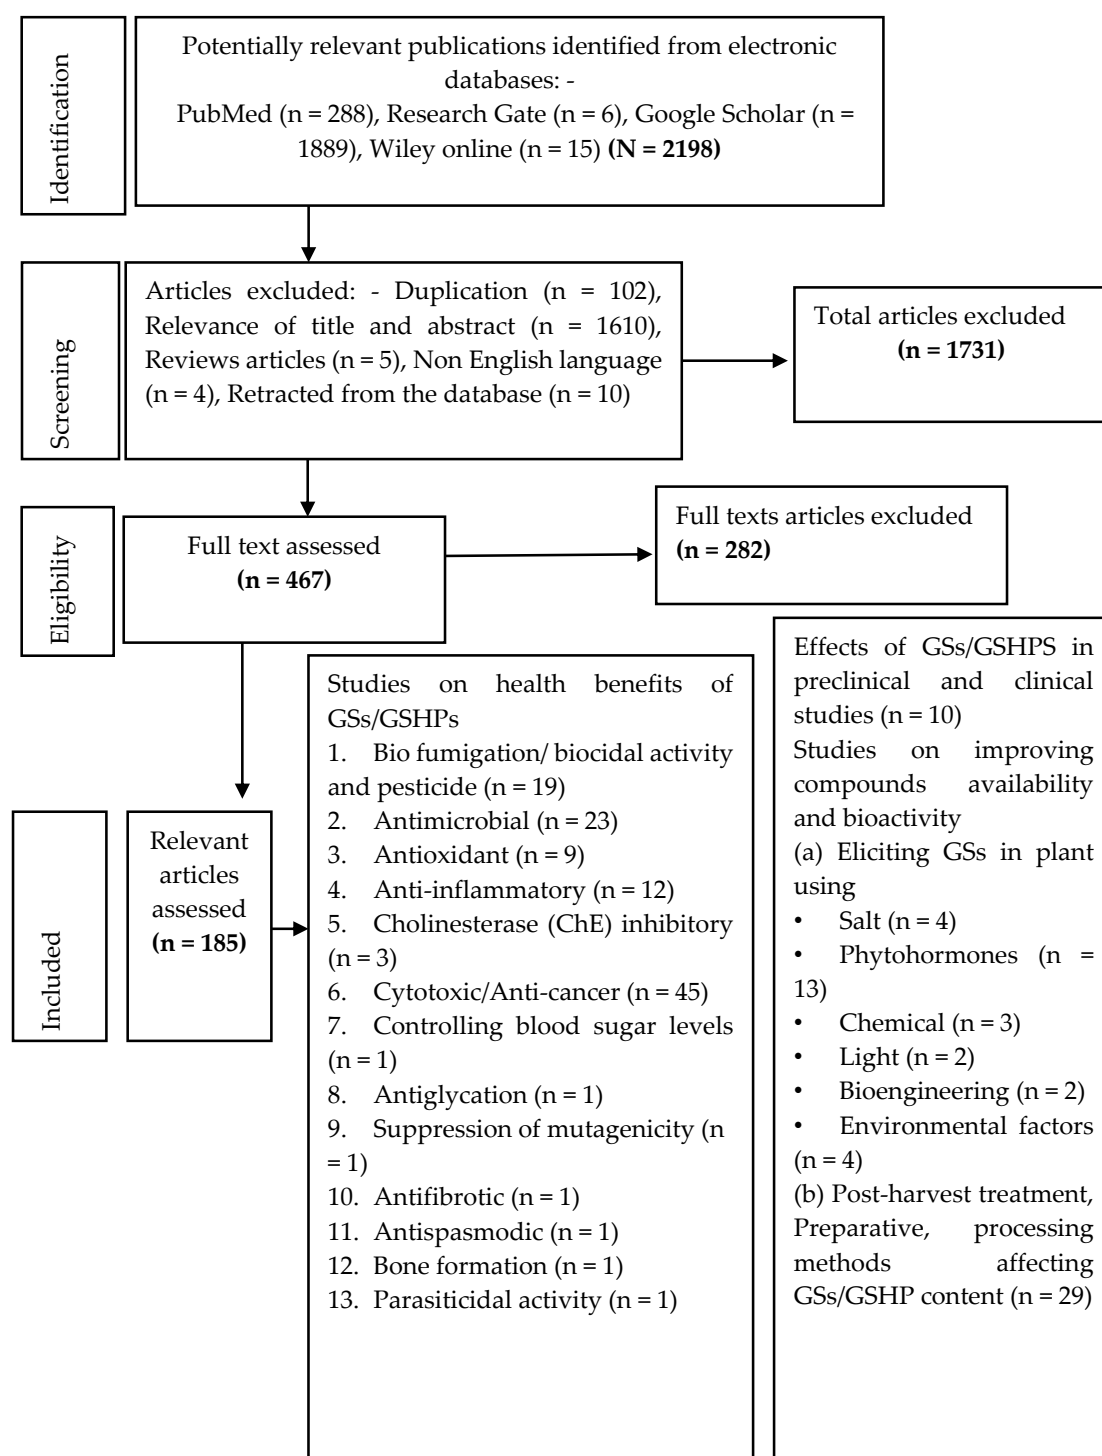 Identification
Potentially relevant publications identified from electronic
databases: -
PubMed (n = 288), Research Gate (n = 6), Google Scholar (n =
1889), Wiley online (n = 15) (N = 2198)
Screening
Articles excluded: - Duplication (n = 102),
Relevance of title and abstract (n = 1610),
Reviews articles (n = 5), Non English language
(n = 4), Retracted from the database (n = 10)
Total articles excluded
(n = 1731)
Eligibility
Full text assessed
(n = 467)
Full texts articles excluded
(n = 282)
Included
Relevant
articles
assessed
(n = 185)
Studies on health benefits of
GSs/GSHPs
1. Bio fumigation/ biocidal activity
and pesticide (n = 19)
2. Antimicrobial (n = 23)
3. Antioxidant (n = 9)
4. Anti-inflammatory (n = 12)
5. Cholinesterase (ChE) inhibitory
(n = 3)
6. Cytotoxic/Anti-cancer (n = 45)
7. Controlling blood sugar levels
(n = 1)
8. Antiglycation (n = 1)
9. Suppression of mutagenicity (n
= 1)
10. Antifibrotic (n = 1)
11. Antispasmodic (n = 1)
12. Bone formation (n = 1)
13. Parasiticidal activity (n = 1)
Effects of GSs/GSHPS in
preclinical and clinical
studies (n = 10)
Studies on improving
compounds availability
and bioactivity
(a) Eliciting GSs in plant
using
• Salt (n = 4)
• Phytohormones (n =
13)
• Chemical (n = 3)
• Light (n = 2)
• Bioengineering (n = 2)
• Environmental factors
(n = 4)
(b) Post-harvest treatment,
Preparative, processing
methods affecting
GSs/GSHP content (n = 29)